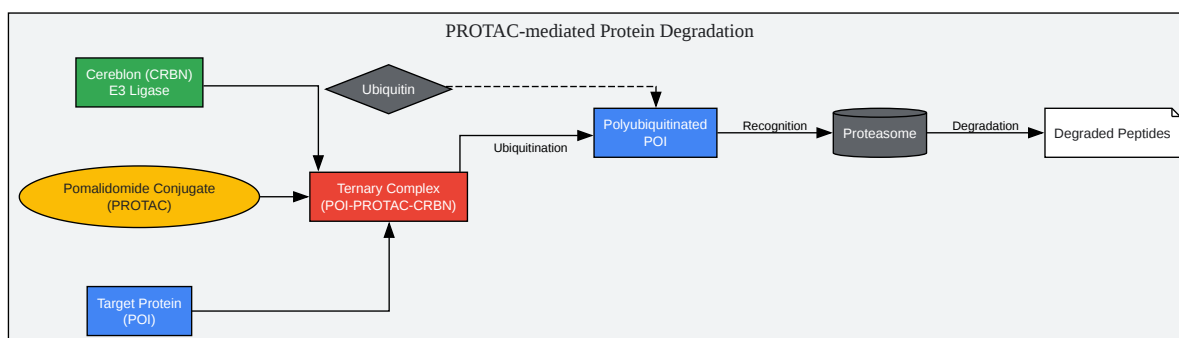 PROTAC-mediated Protein Degradation
Cereblon (CRBN)
E3 Ligase
Ubiquitin
Polyubiquitinated
POI
Recognition
Proteasome
Degradation
Degraded Peptides
Ubiquitination
Pomalidomide Conjugate
(PROTAC)
Ternary Complex
(POI-PROTAC-CRBN)
Target Protein
(POI)